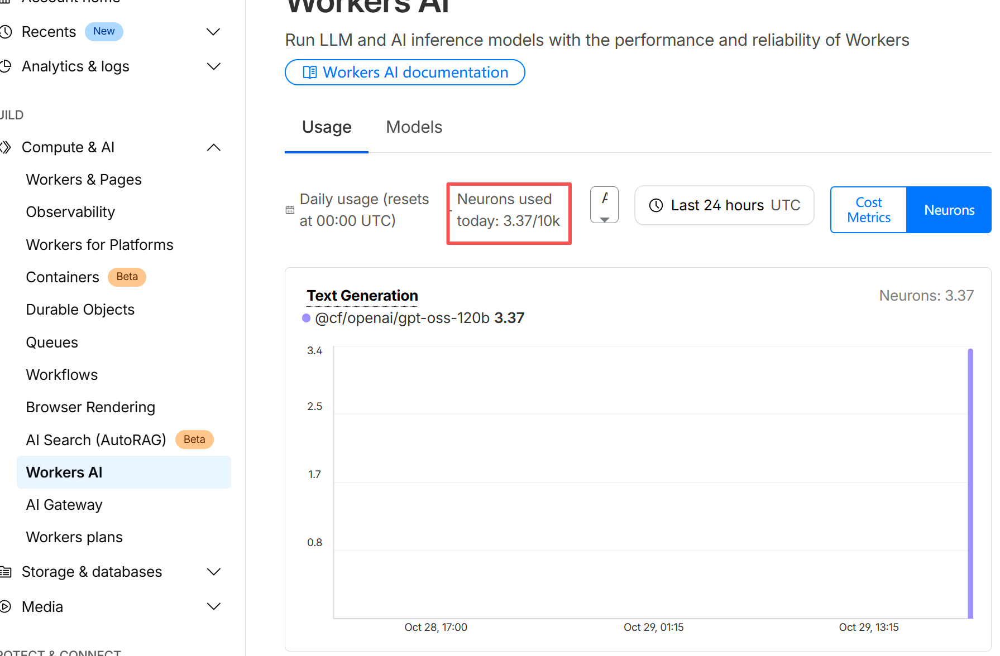 Account home
Recents New
Analytics & logs
UILD
Compute & AI
Workers & Pages
Observability
Workers for Platforms
Containers Beta
Durable Objects
Queues
Workflows
Browser Rendering
AI Search (AutoRAG) Beta
Workers AI
AI Gateway
Workers plans
Storage & databases
Media
ROTECT & CONNECT
Workers AI
Run LLM and AI inference models with the performance and reliability of Workers
Workers AI documentation
Usage Models
Daily usage (resets
at 00:00 UTC)
Neurons used
today: 3.37/10k
Last 24 hours UTC
Cost
Metrics
Neurons
Text Generation
Neurons: 3.37
@cf/openai/gpt-oss-120b 3.37
3.4
2.5
1.7
0.8
Oct 28, 17:00 Oct 29, 01:15 Oct 29, 13:15